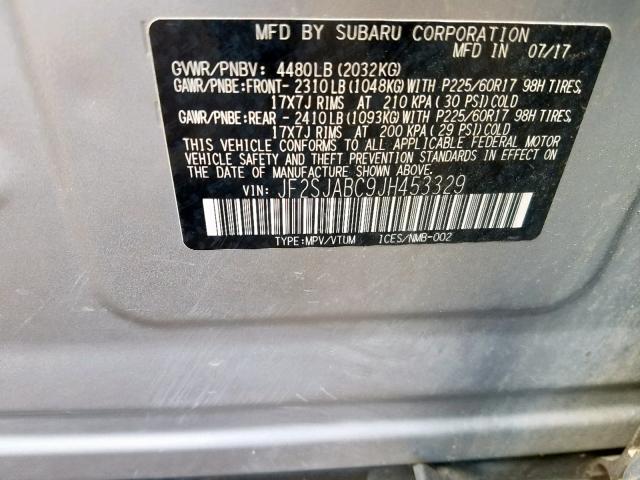 MFD BY SUBARU CORPORATION
MFD IN 07/17
GVWR/PNBV: 4480LB (2032KG)
GAWR/PNBE:FRONT- 2310LB (1048KG) WITH P225/60R17 98H TIRES,
17X7J RIMS AT 210 KPA ( 30 PSI) COLD
GAWR/PNBE:REAR - 2410LB (1093KG) WITH P225/60R17 98H TIRES,
17X7J RIMS AT 200 KPA ( 29 PSI) COLD
THIS VEHICLE CONFORMS TO ALL APPLICABLE FEDERAL MOTOR
VEHICLE SAFETY AND THEFT PREVENTION STANDARDS IN EFFECT ON
THE DATE OF MANUFACTURE SHOWN ABOVE.
VIN: JF2SJABC9JH453329
TYPE:MPV/VTUM ICES/NMB-002